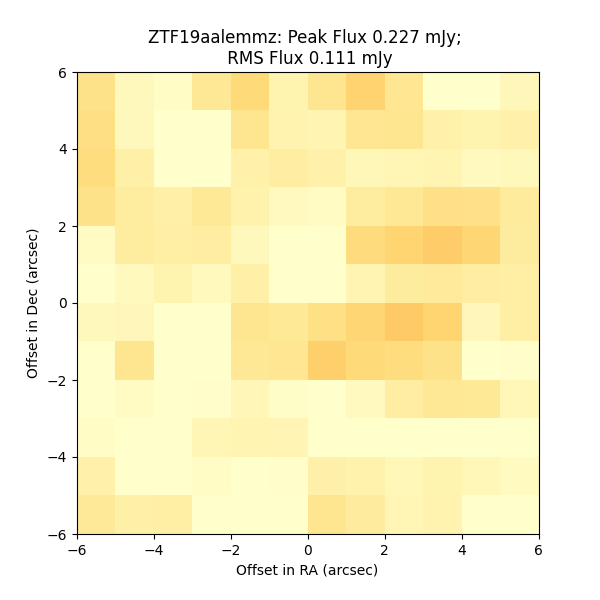 ZTF19aalemmz: Peak Flux 0.227 mJy;
RMS Flux 0.111 mJy
6
4
2
0
−2
−4
−6
Offset in Dec (arcsec)
−6 −4 −2 0 2 4 6
Offset in RA (arcsec)